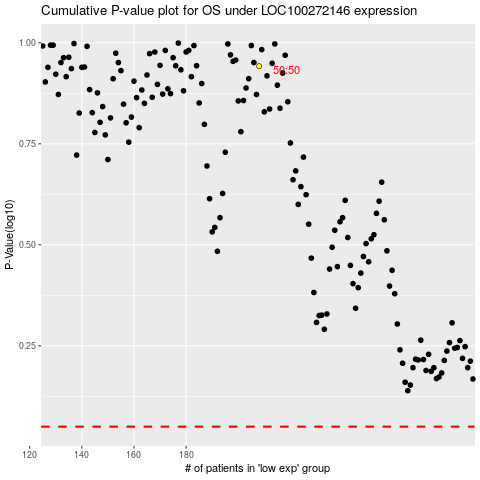 Cumulative P-value plot for OS under LOC100272146 expression
P-Value(log10)
1.00
0.75
0.50
0.25
50:50
120 140 160 180
# of patients in 'low exp' group